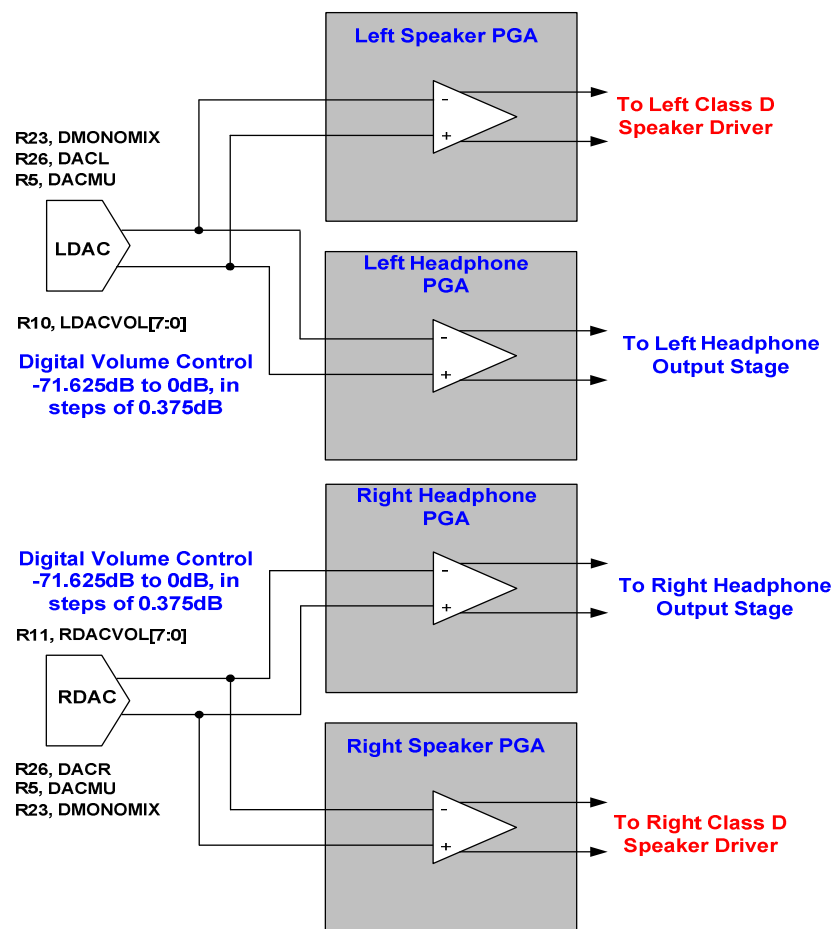 Left Speaker PGA
-
+
To Left Class D
Speaker Driver
R23, DMONOMIX
R26, DACL
R5, DACMU
LDAC
R10, LDACVOL[7:0]
Digital Volume Control
-71.625dB to 0dB, in
steps of 0.375dB
Left Headphone
PGA
-
+
To Left Headphone
Output Stage
Right Headphone
PGA
-
+
To Right Headphone
Output Stage
Digital Volume Control
-71.625dB to 0dB, in
steps of 0.375dB
R11, RDACVOL[7:0]
RDAC
R26, DACR
R5, DACMU
R23, DMONOMIX
Right Speaker PGA
-
+
To Right Class D
Speaker Driver